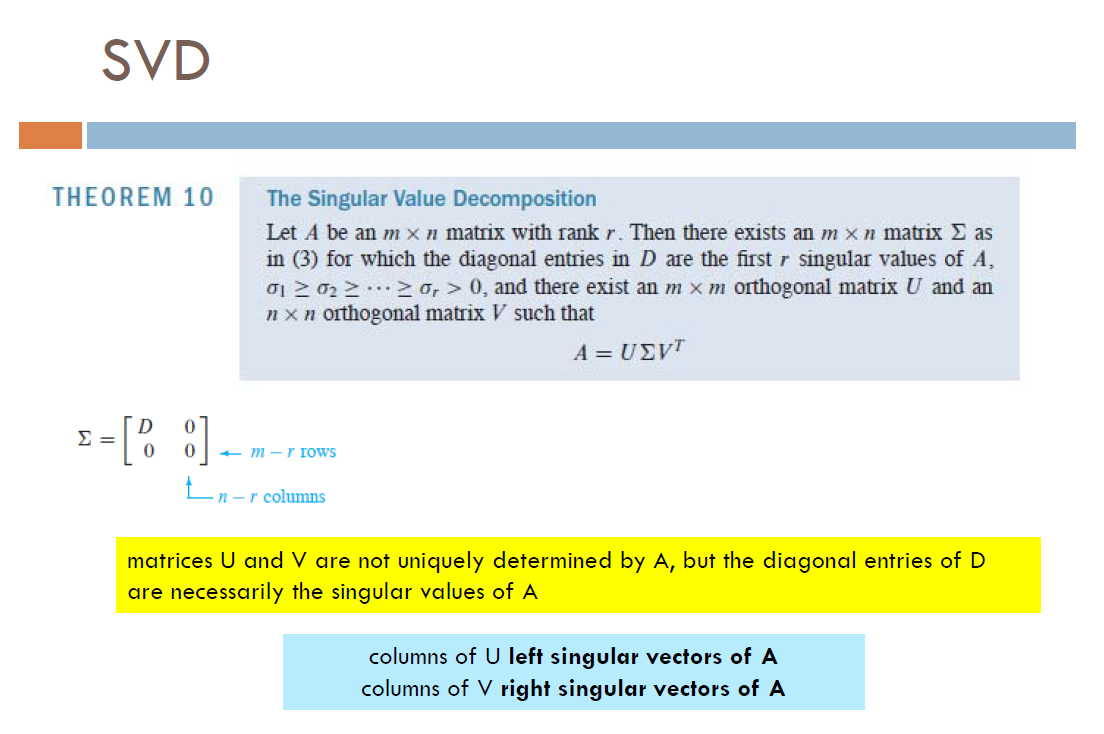 SVD
THEOREM 10
The Singular Value Decomposition
Let A be an m × n matrix with rank r. Then there exists an m × n matrix Σ as
in (3) for which the diagonal entries in D are the first r singular values of A,
σ₁ ≥ σ₂ ≥ ⋯ ≥ σᵣ > 0, and there exist an m × m orthogonal matrix U and an
n × n orthogonal matrix V such that
A = UΣVᵀ
Σ = [ D 0
0 0 ] ← m − r rows
n − r columns
matrices U and V are not uniquely determined by A, but the diagonal entries of D
are necessarily the singular values of A
columns of U left singular vectors of A
columns of V right singular vectors of A